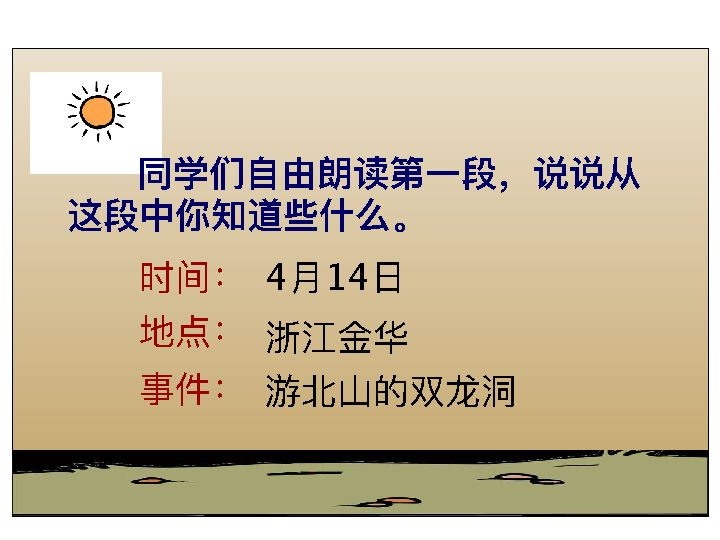 同学们自由朗读第一段，说说从
这段中你知道些什么。
时间： 4月14日
地点： 浙江金华
事件： 游北山的双龙洞